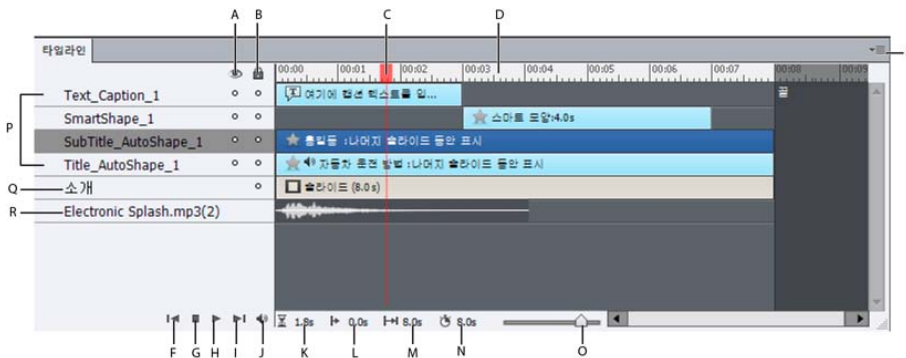 A B C D
타임라인
00:00 00:01 00:02 00:03 00:04 00:05 00:06 00:07 00:08 00:09
P
Text_Caption_1 여기에 캡션 텍스트를 입... 끝
SmartShape_1 스마트 모양:4.0s
SubTitle_AutoShape_1 :나머지 슬라이드 동안 표시
Title_AutoShape_1 자동차 운전 방법 :나머지 슬라이드 동안 표시
Q 소개 슬라이드 (8.0s)
R Electronic Splash.mp3(2)
1.8s 0.0s 8.0s 8.0s
F G H I J K L M N O